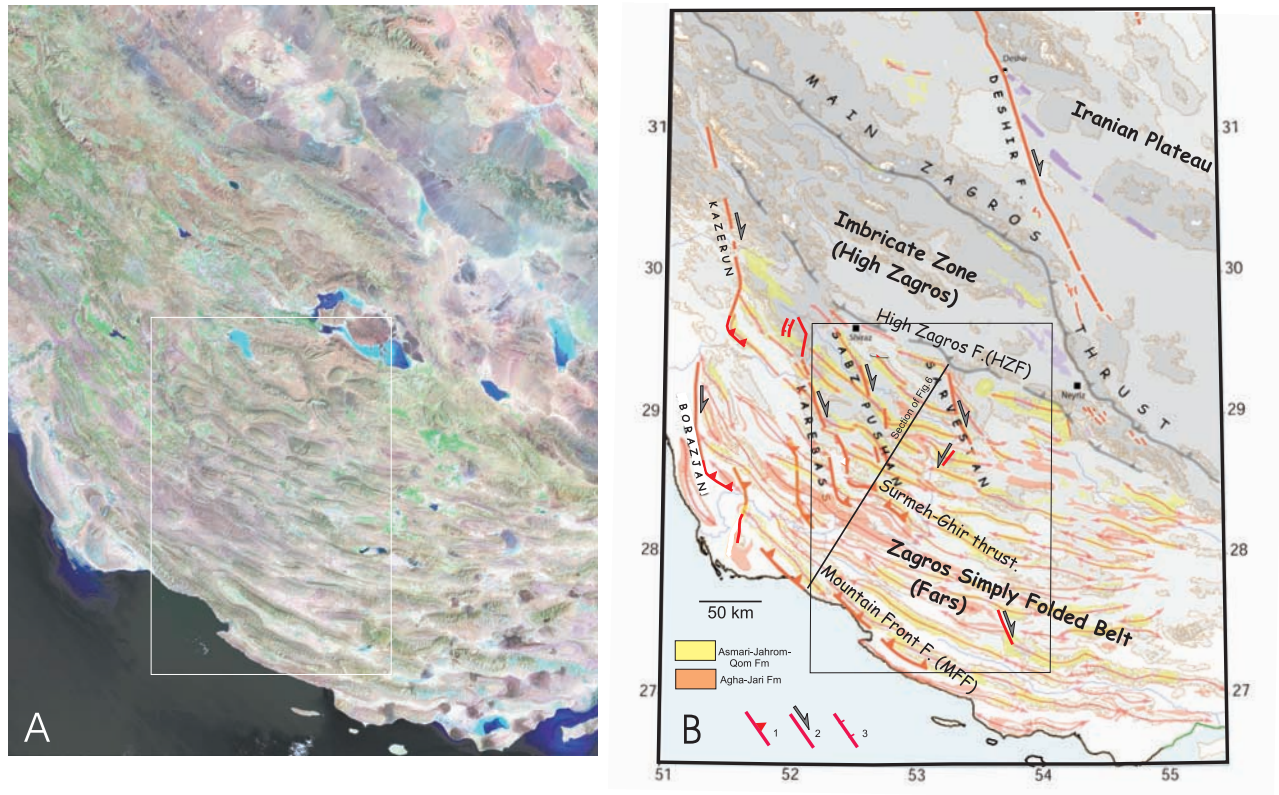 A
31
30
29
28
27
31
30
29
28
27
51
52
53
54
55
Deshir
DESHIR F.
Iranian Plateau
MAIN ZAGROS THRUST
KAZERUN
Imbricate Zone
(High Zagros)
High Zagros F.(HZF)
Shiraz
SABZ PUSHAN
SARVESTAN
Neyriz
KAREBAS
Section of Fig.6
BORAZJAN
Surmeh-Ghir thrust.
Zagros Simply Folded Belt
(Fars)
Mountain Front F. (MFF)
50 km
Asmari-Jahrom-
Qom Fm
Agha-Jari Fm
B
1
2
3